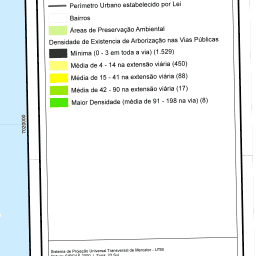 Perímetro Urbano estabelecido por Lei
Bairros
Áreas de Preservação Ambiental
Densidade de Existencia de Arborização nas Vias Públicas
Mínima (0 - 3 em toda a via) (1.529)
Média de 4 - 14 na extensão viária (450)
Média de 15 - 41 na extensão viária (88)
Média de 42 - 90 na extensão viária (17)
Maior Densidade (média de 91 - 198 na via) (8)
7020000
Sistema de Projeção Universal Transversal de Mercator - UTM